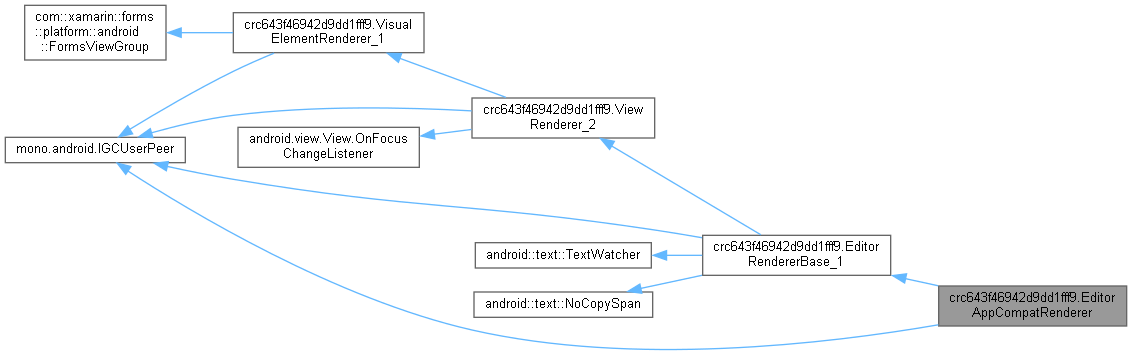 com::xamarin::forms
::platform::android
::FormsViewGroup
crc643f46942d9dd1fff9.Visual
ElementRenderer_1
crc643f46942d9dd1fff9.View
Renderer_2
android.view.View.OnFocus
ChangeListener
mono.android.IGCUserPeer
crc643f46942d9dd1fff9.Editor
RendererBase_1
android::text::TextWatcher
android::text::NoCopySpan
crc643f46942d9dd1fff9.Editor
AppCompatRenderer